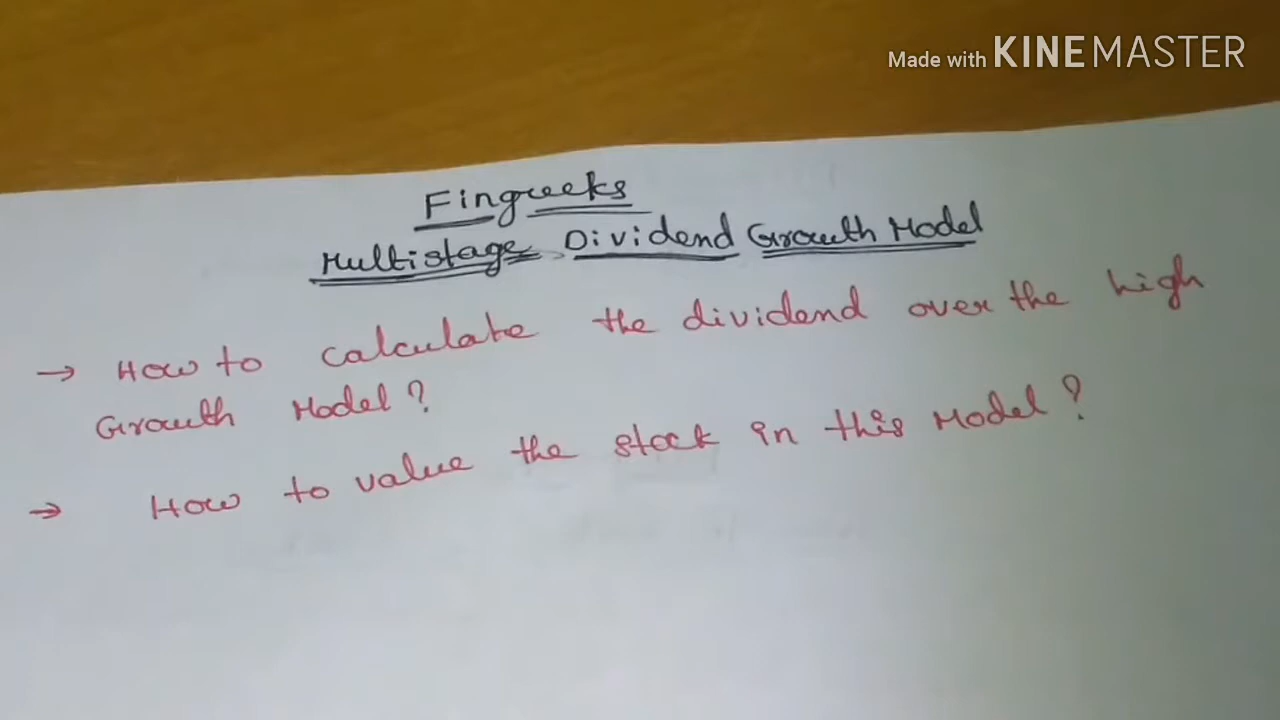 Made with KINEMASTER
Fingreeks
Multistage Dividend Growth Model
→ How to calculate the dividend over the high
Growth Model?
→ How to value the stock in this Model?